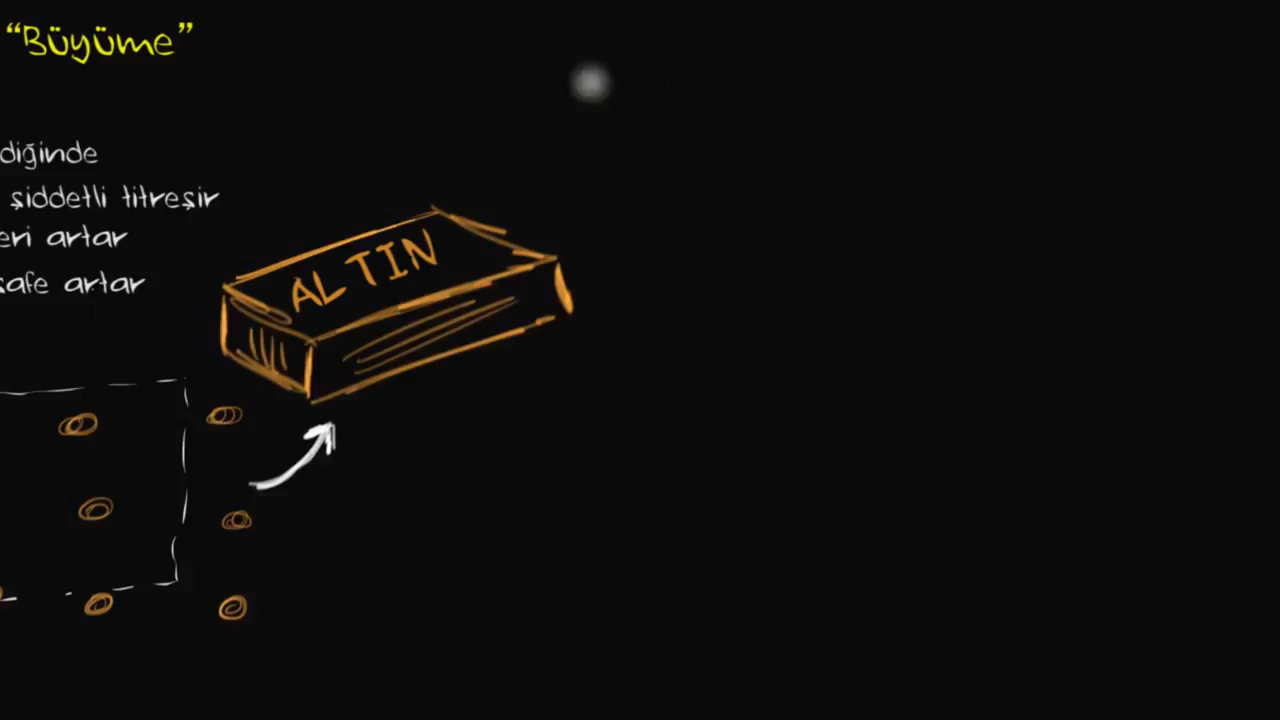 “Büyüme”
diğinde
şiddetli titreşir
eri artar
safe artar
ALTIN